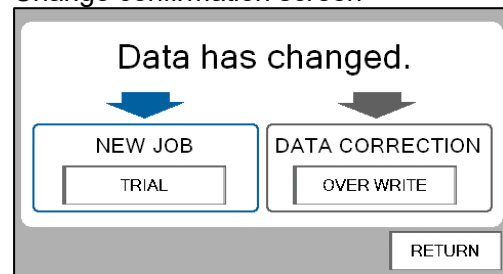 Change confirmation screen
Data has changed.
NEW JOB
TRIAL
DATA CORRECTION
OVER WRITE
RETURN